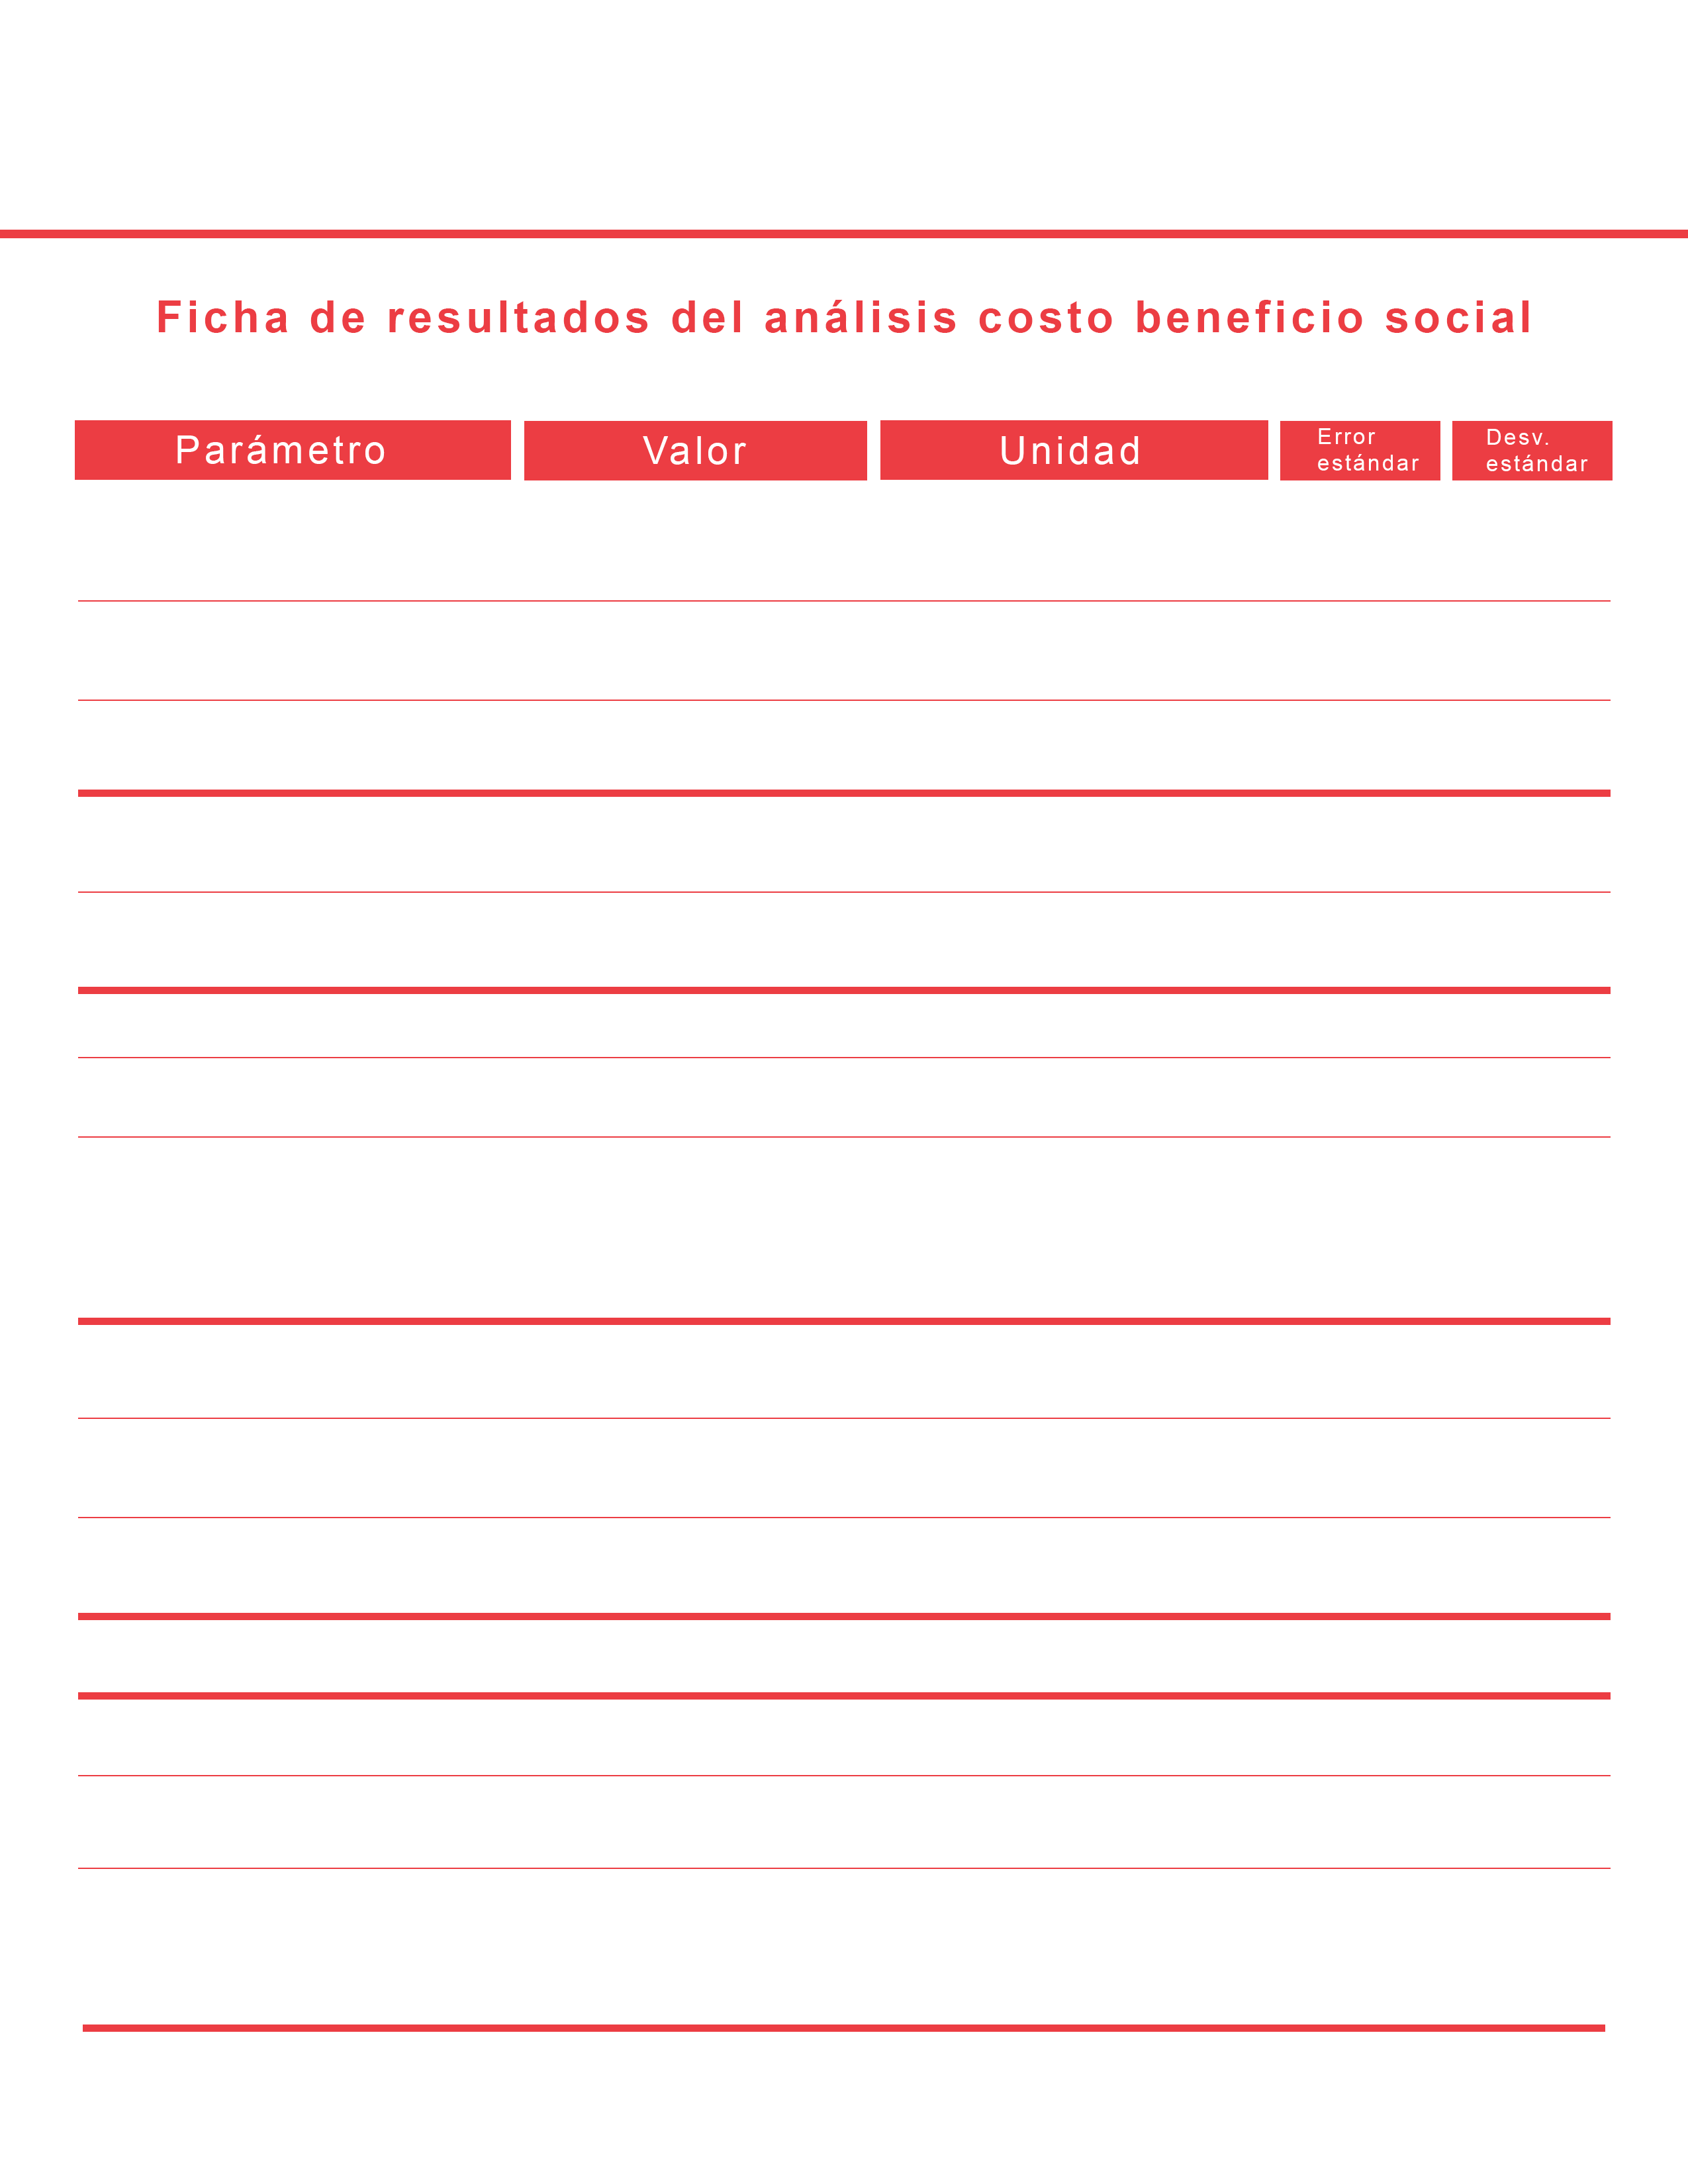 Ficha de resultados del análisis costo beneficio social
Parámetro
Valor
Unidad
Error
estándar
Desv.
estándar